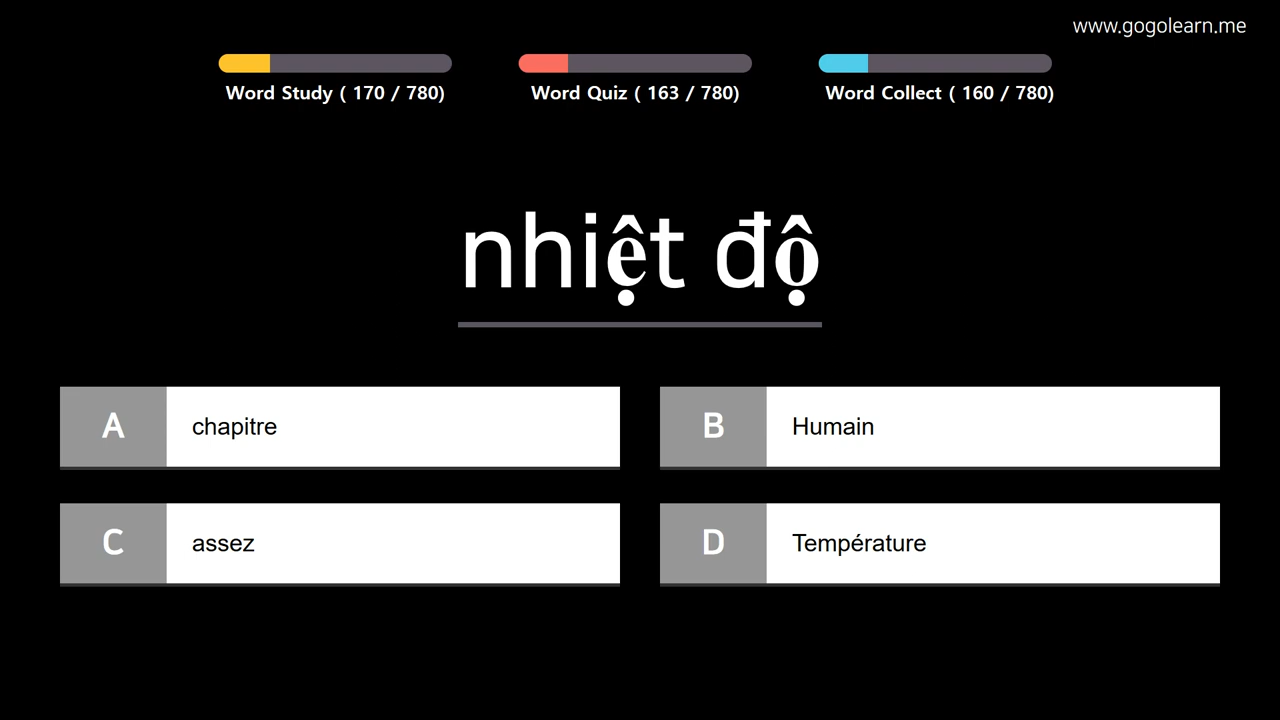 www.gogolearn.me
Word Study ( 170 / 780)
Word Quiz ( 163 / 780)
Word Collect ( 160 / 780)
nhiệt độ
A chapitre
B Humain
C assez
D Température